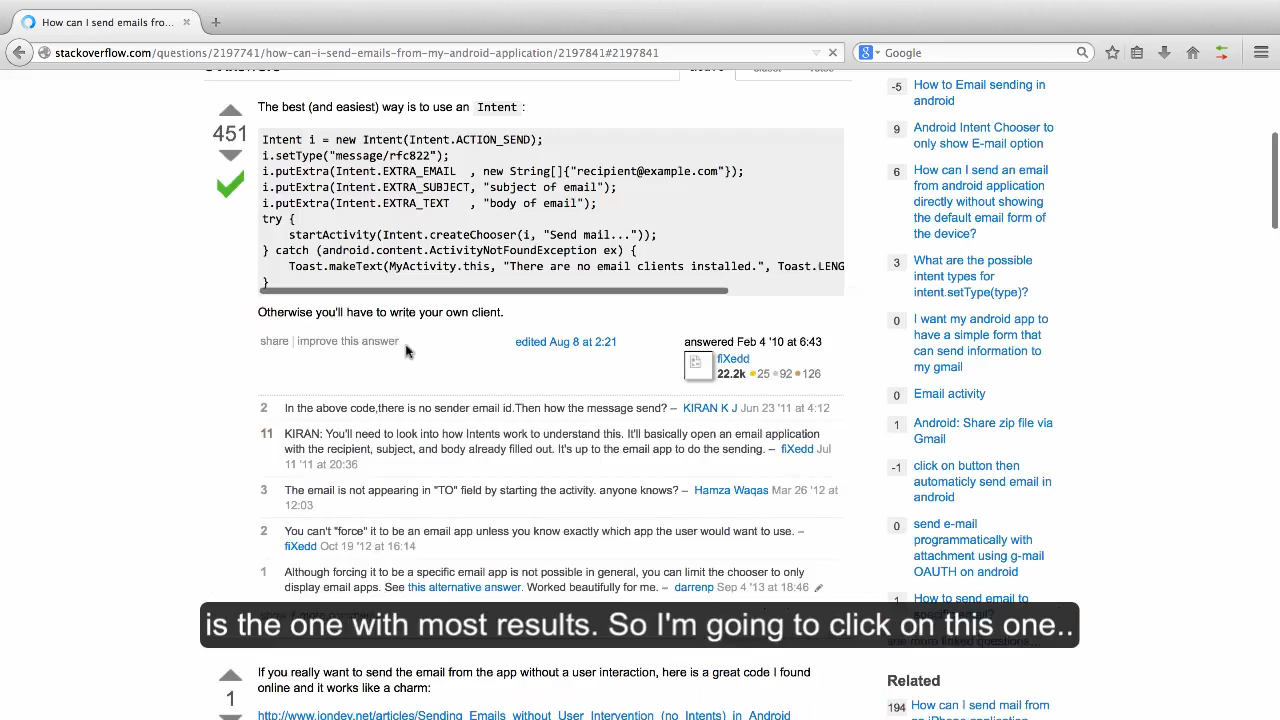 How can I send emails fro...
stackoverflow.com/questions/2197741/how-can-i-send-emails-from-my-android-application/2197841#2197841
Google
The best (and easiest) way is to use an Intent :
451
Intent i = new Intent(Intent.ACTION_SEND);
i.setType("message/rfc822");
i.putExtra(Intent.EXTRA_EMAIL , new String[]{"recipient@example.com"});
i.putExtra(Intent.EXTRA_SUBJECT, "subject of email");
i.putExtra(Intent.EXTRA_TEXT , "body of email");
try {
startActivity(Intent.createChooser(i, "Send mail..."));
} catch (android.content.ActivityNotFoundException ex) {
Toast.makeText(MyActivity.this, "There are no email clients installed.", Toast.LENG
}
Otherwise you'll have to write your own client.
share | improve this answer
edited Aug 8 at 2:21
answered Feb 4 '10 at 6:43
fiXedd
22.2k 25 92 126
2 In the above code,there is no sender email id.Then how the message send? – KIRAN K J Jun 23 '11 at 4:12
11 KIRAN: You'll need to look into how Intents work to understand this. It'll basically open an email application
with the recipient, subject, and body already filled out. It's up to the email app to do the sending. – fiXedd Jul
11 '11 at 20:36
3 The email is not appearing in "TO" field by starting the activity. anyone knows? – Hamza Waqas Mar 26 '12 at
12:03
2 You can't "force" it to be an email app unless you know exactly which app the user would want to use. –
fiXedd Oct 19 '12 at 16:14
1 Although forcing it to be a specific email app is not possible in general, you can limit the chooser to only
display email apps. See this alternative answer. Worked beautifully for me. – darrenp Sep 4 '13 at 18:46
is the one with most results. So I'm going to click on this one..
1
If you really want to send the email from the app without a user interaction, here is a great code I found
online and it works like a charm:
http://www.jondev.net/articles/Sending_Emails_without_User_Intervention_(no_Intents)_in_Android
-5 How to Email sending in
android
9 Android Intent Chooser to
only show E-mail option
6 How can I send an email
from android application
directly without showing
the default email form of
the device?
3 What are the possible
intent types for
intent.setType(type)?
0 I want my android app to
have a simple form that
can send information to
my gmail
0 Email activity
1 Android: Share zip file via
Gmail
-1 click on button then
automaticly send email in
android
0 send e-mail
programmatically with
attachment using g-mail
OAUTH on android
1 How to send email to
Related
194 How can I send mail from